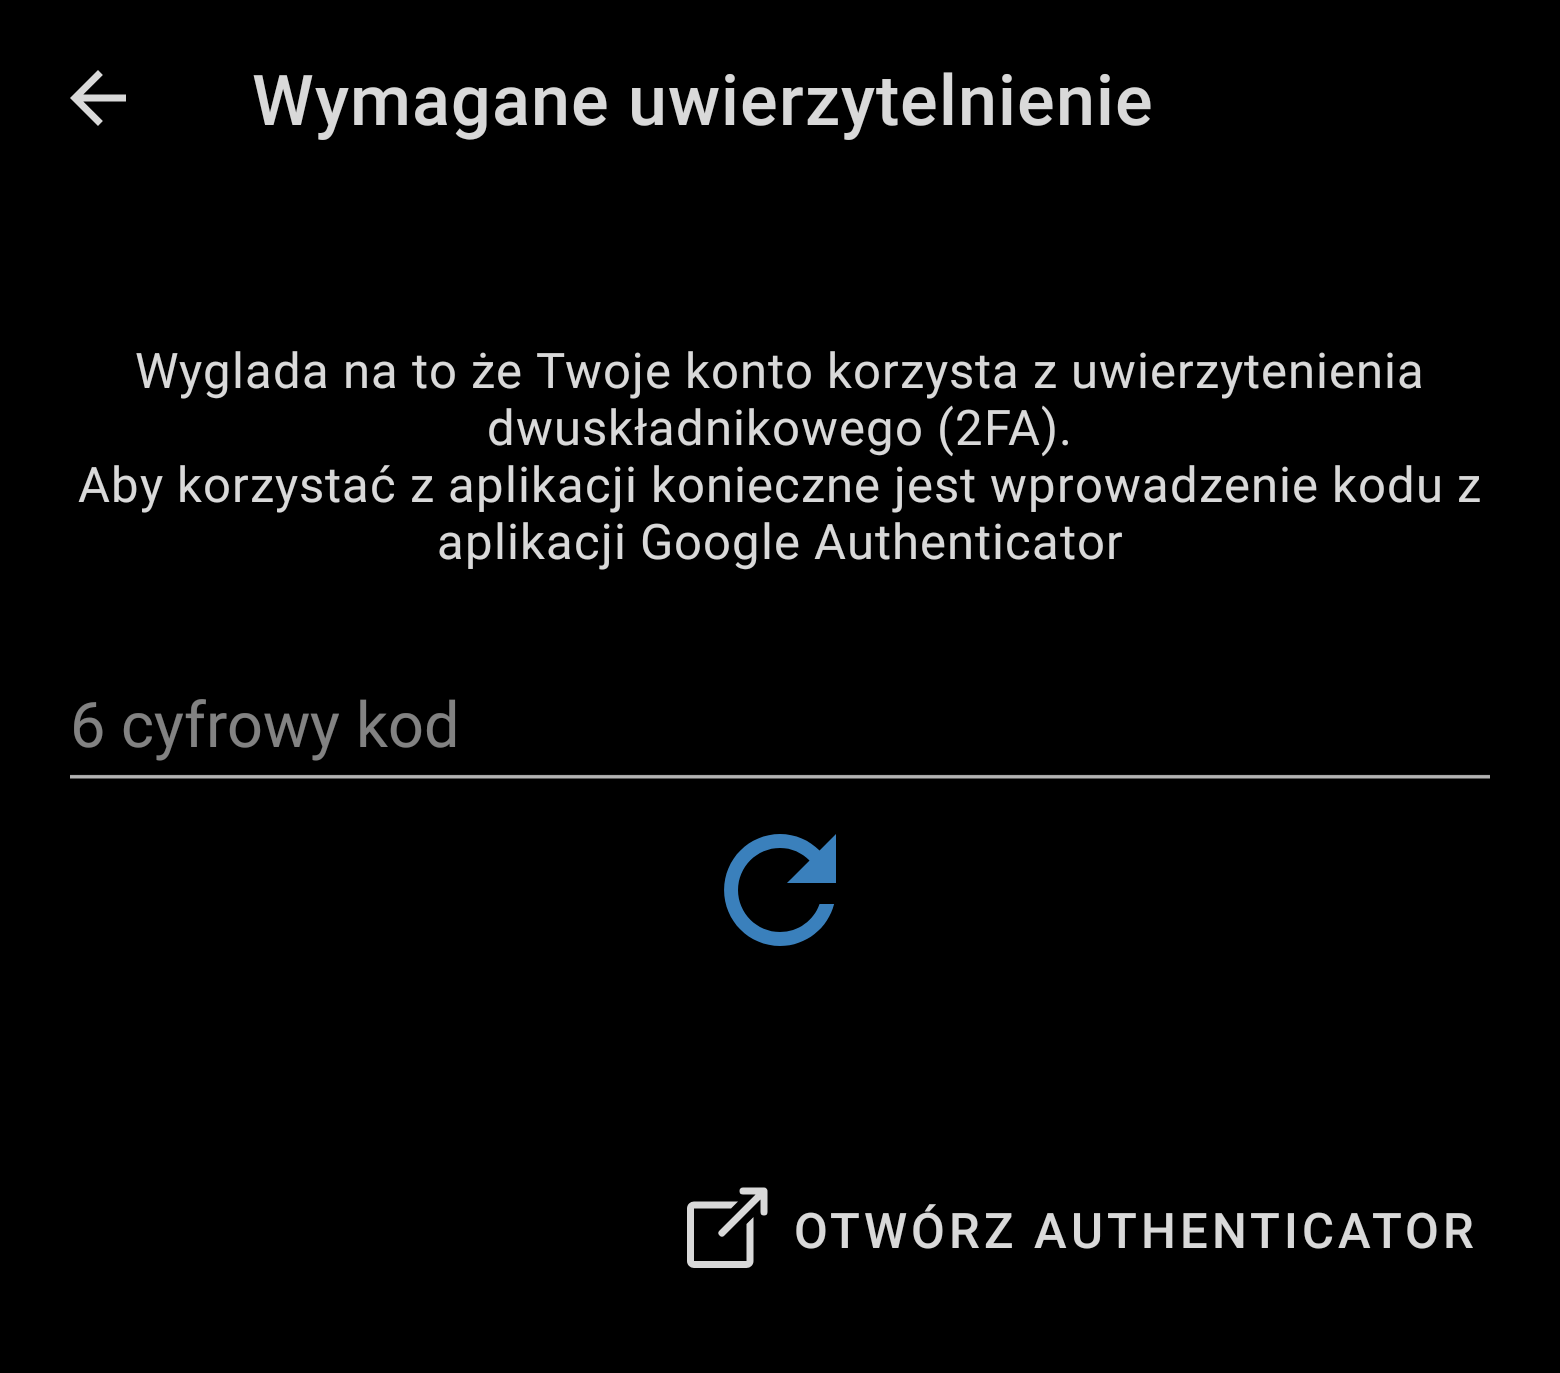 Wymagane uwierzytelnienie
Wyglada na to że Twoje konto korzysta z uwierzytenienia
dwuskładnikowego (2FA).
Aby korzystać z aplikacji konieczne jest wprowadzenie kodu z
aplikacji Google Authenticator
6 cyfrowy kod
OTWÓRZ AUTHENTICATOR